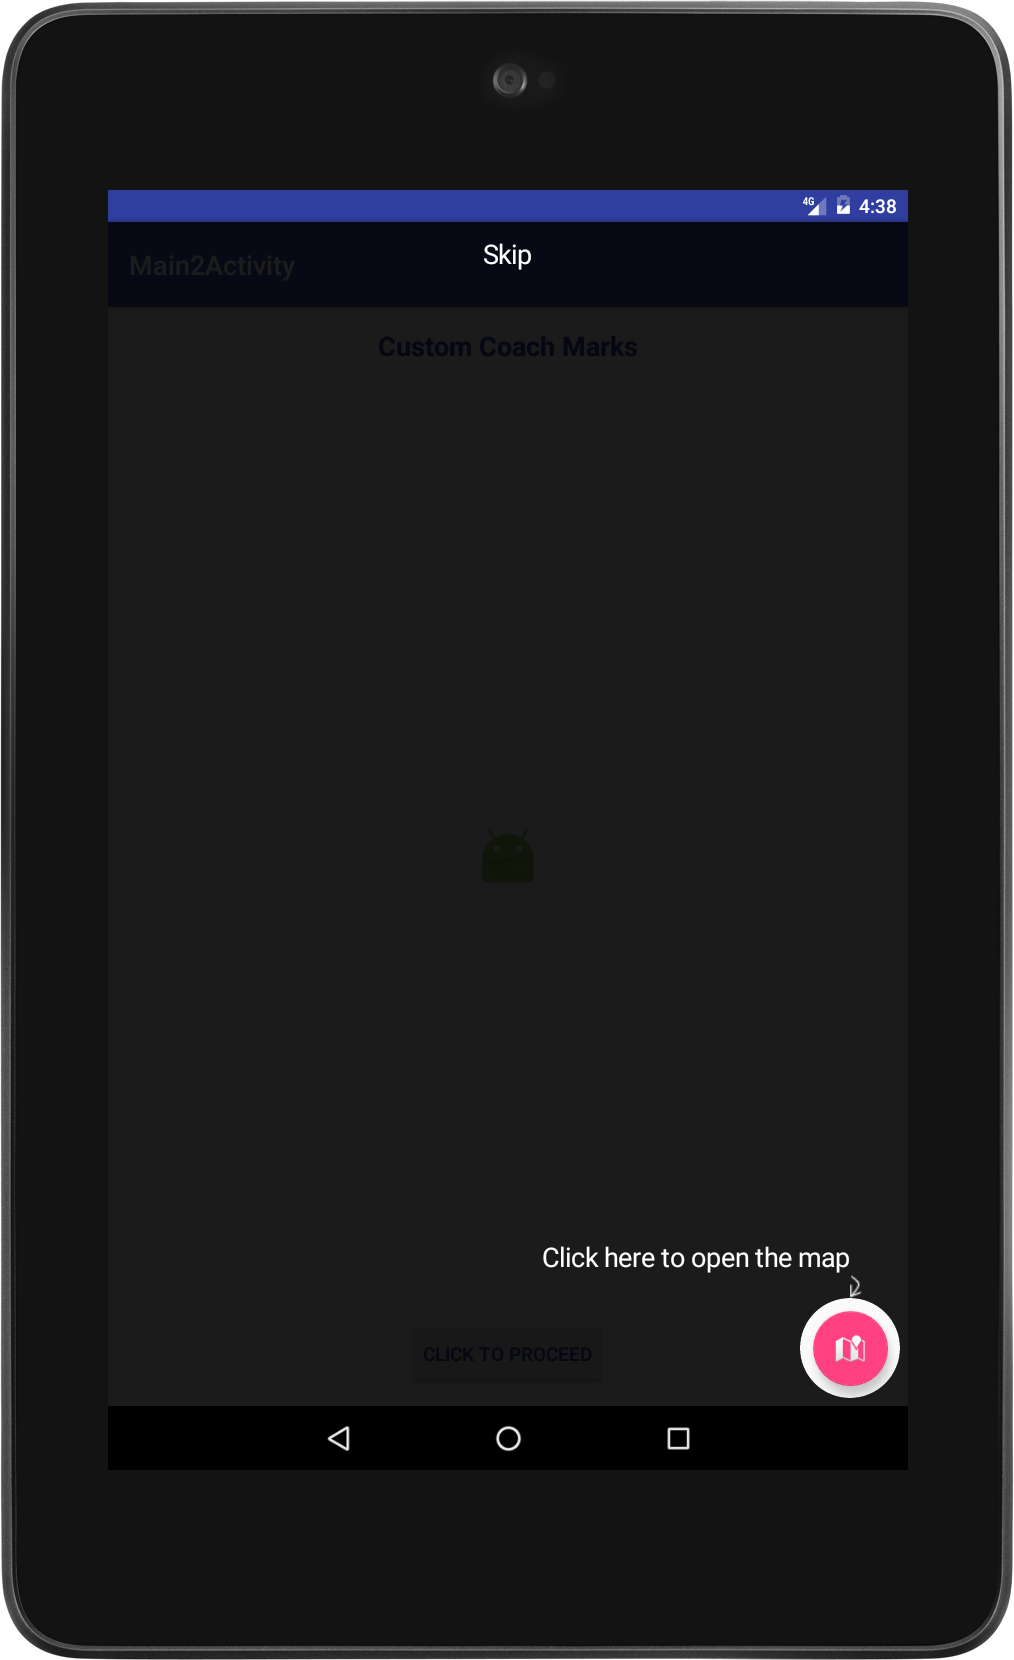 4G 4:38
Skip
Main2Activity
Custom Coach Marks
Click here to open the map
CLICK TO PROCEED